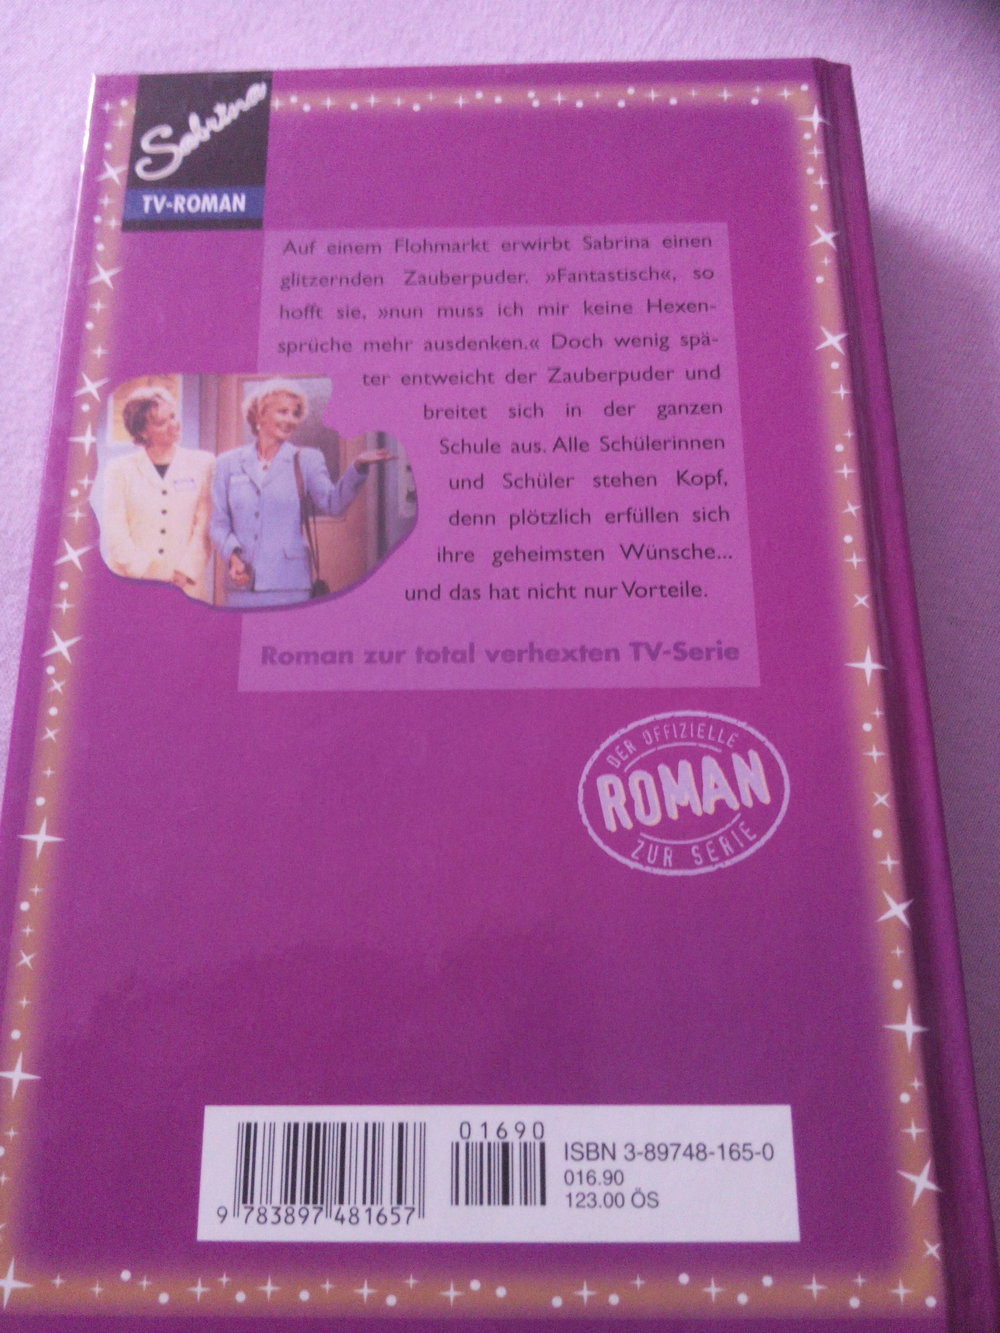 Sabrina
TV-ROMAN
Auf einem Flohmarkt erwirbt Sabrina einen
glitzernden Zauberpuder. »Fantastisch«, so
hofft sie, »nun muss ich mir keine Hexen-
sprüche mehr ausdenken.« Doch wenig spä-
ter entweicht der Zauberpuder und
breitet sich in der ganzen
Schule aus. Alle Schülerinnen
und Schüler stehen Kopf,
denn plötzlich erfüllen sich
ihre geheimsten Wünsche...
und das hat nicht nur Vorteile.
Roman zur total verhexten TV-Serie
DER OFFIZIELLE
ROMAN
ZUR SERIE
01690
ISBN 3-89748-165-0
016.90
123.00 ÖS
9 783897 481657